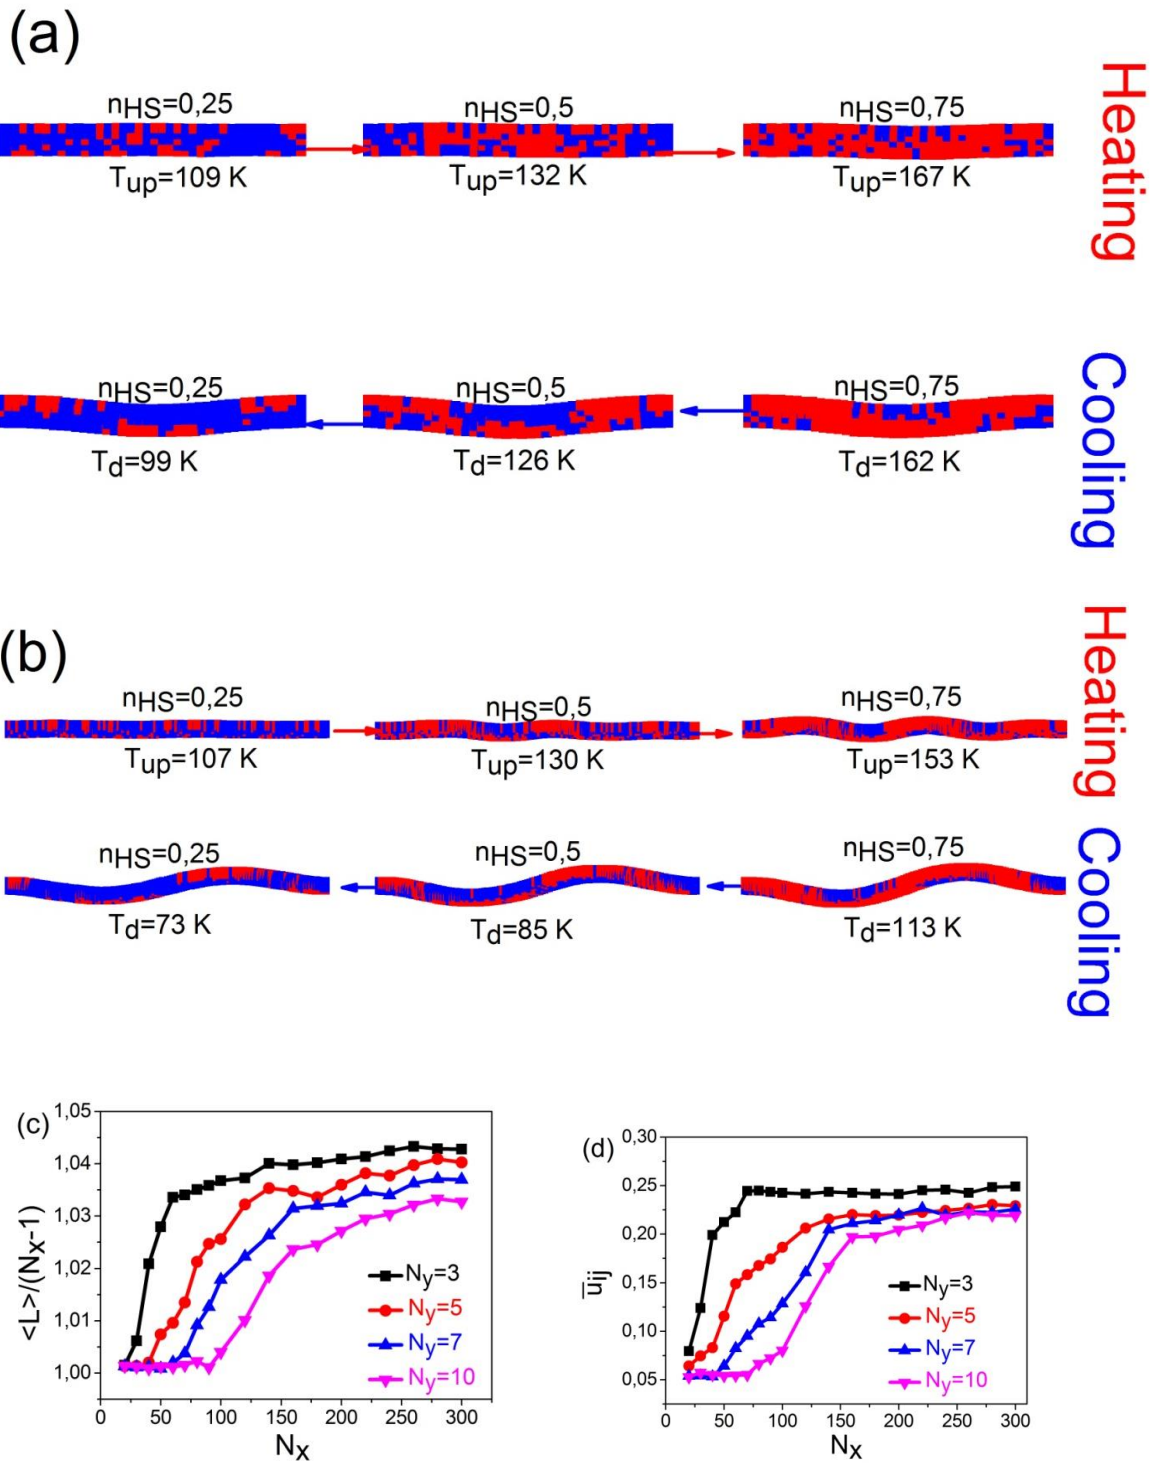 (a)
Heating
nHS=0,25
nHS=0,5
nHS=0,75
Tup=109 K
Tup=132 K
Tup=167 K
Cooling
nHS=0,25
nHS=0,5
nHS=0,75
Td=99 K
Td=126 K
Td=162 K
(b)
Heating
nHS=0,25
nHS=0,5
nHS=0,75
Tup=107 K
Tup=130 K
Tup=153 K
Cooling
nHS=0,25
nHS=0,5
nHS=0,75
Td=73 K
Td=85 K
Td=113 K
(c)
1,05
1,04
1,03
1,02
1,01
1,00
<L>/(Nx-1)
Ny=3
Ny=5
Ny=7
Ny=10
0 50 100 150 200 250 300
Nx
(d)
0,30
0,25
0,20
0,15
0,10
0,05
u̅ij
Ny=3
Ny=5
Ny=7
Ny=10
0 50 100 150 200 250 300
Nx